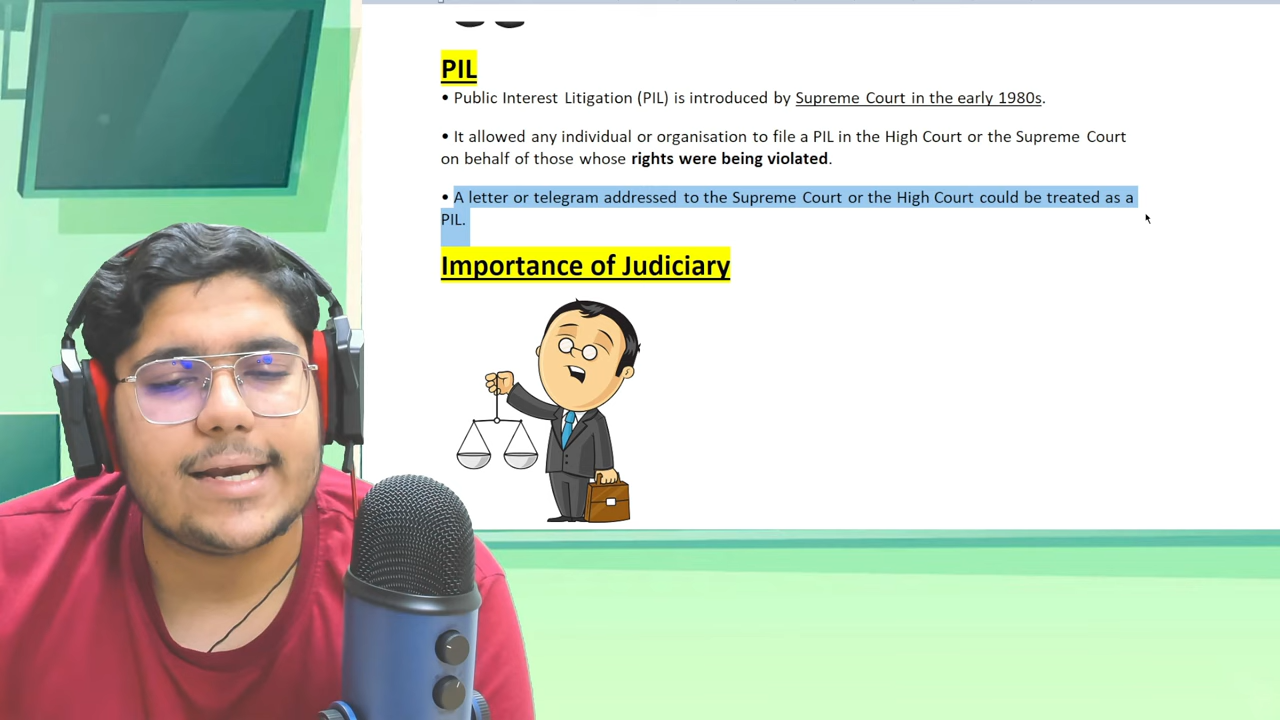 PIL
• Public Interest Litigation (PIL) is introduced by Supreme Court in the early 1980s.
• It allowed any individual or organisation to file a PIL in the High Court or the Supreme Court
on behalf of those whose rights were being violated.
• A letter or telegram addressed to the Supreme Court or the High Court could be treated as a
PIL.
Importance of Judiciary